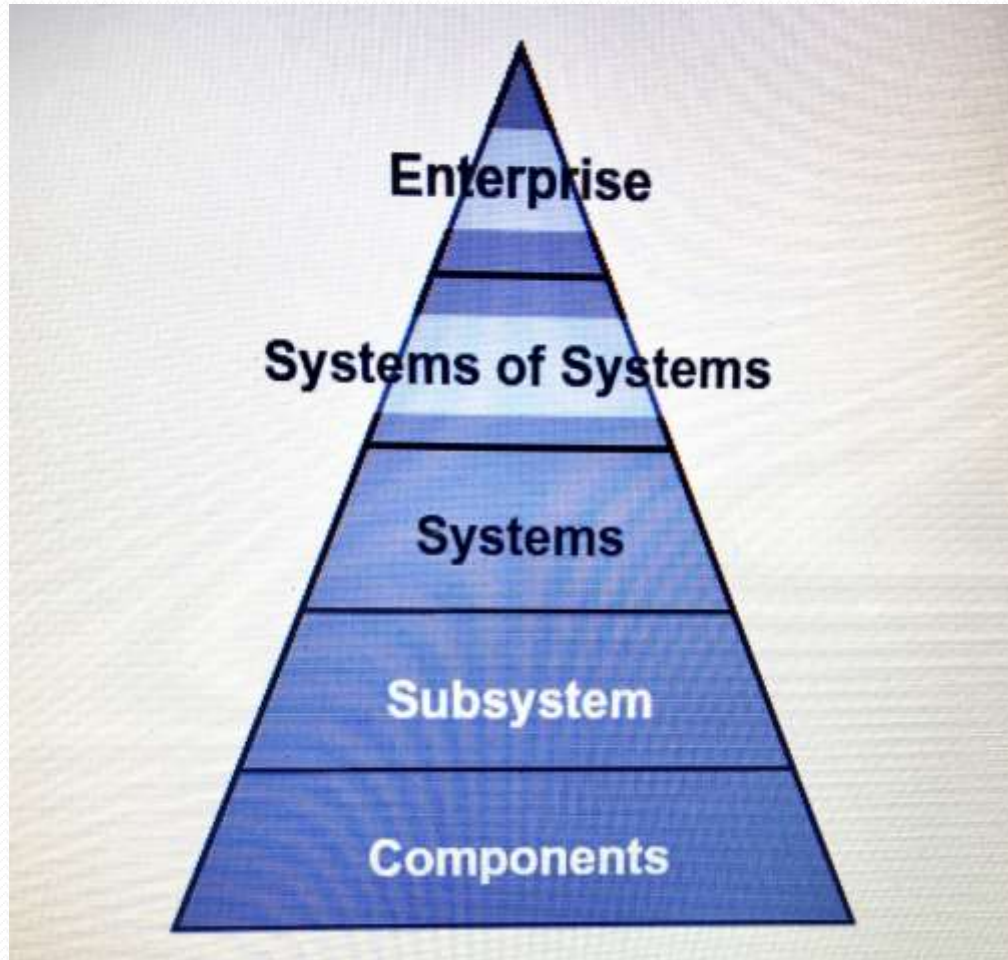 Enterprise
Systems of Systems
Systems
Subsystem
Components